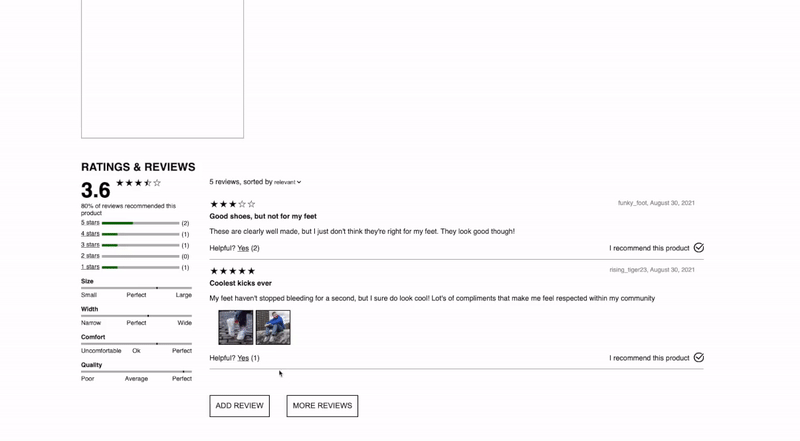 RATINGS & REVIEWS
3.6
80% of reviews recommended this
product
5 stars (2)
4 stars (1)
3 stars (1)
2 stars (0)
1 stars (1)
Size
Small Perfect Large
Width
Narrow Perfect Wide
Comfort
Uncomfortable Ok Perfect
Quality
Poor Average Perfect
5 reviews, sorted by relevant
funky_foot, August 30, 2021
Good shoes, but not for my feet
These are clearly well made, but I just don't think they're right for my feet. They look good though!
Helpful? Yes (2) I recommend this product
rising_tiger23, August 30, 2021
Coolest kicks ever
My feet haven't stopped bleeding for a second, but I sure do look cool! Lot's of compliments that make me feel respected within my community
Helpful? Yes (1) I recommend this product
ADD REVIEW MORE REVIEWS